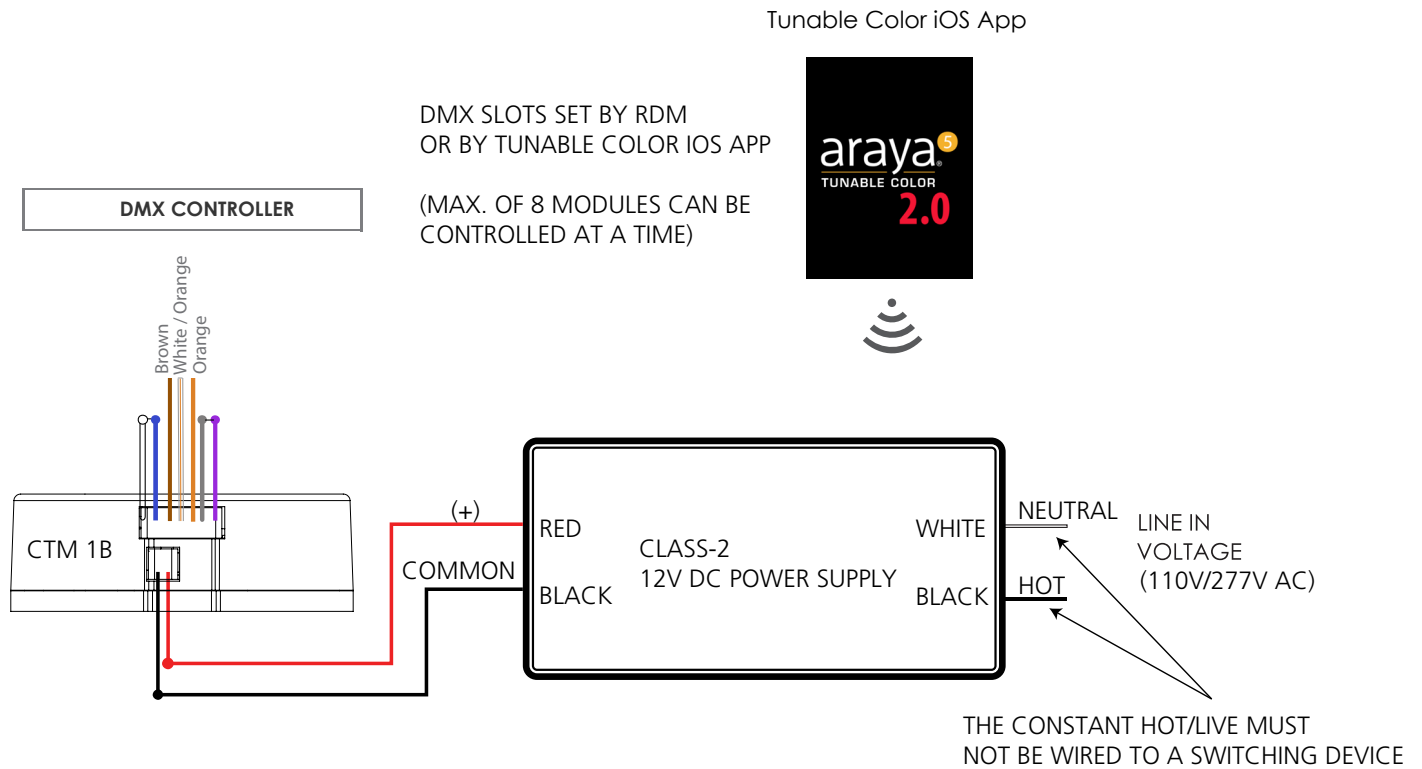 Tunable Color iOS App
DMX SLOTS SET BY RDM
OR BY TUNABLE COLOR IOS APP
(MAX. OF 8 MODULES CAN BE
CONTROLLED AT A TIME)
araya®5
TUNABLE COLOR
2.0
DMX CONTROLLER
Brown
White / Orange
Orange
CTM 1B
(+)
COMMON
RED
BLACK
CLASS-2
12V DC POWER SUPPLY
WHITE
BLACK
NEUTRAL
HOT
LINE IN
VOLTAGE
(110V/277V AC)
THE CONSTANT HOT/LIVE MUST
NOT BE WIRED TO A SWITCHING DEVICE